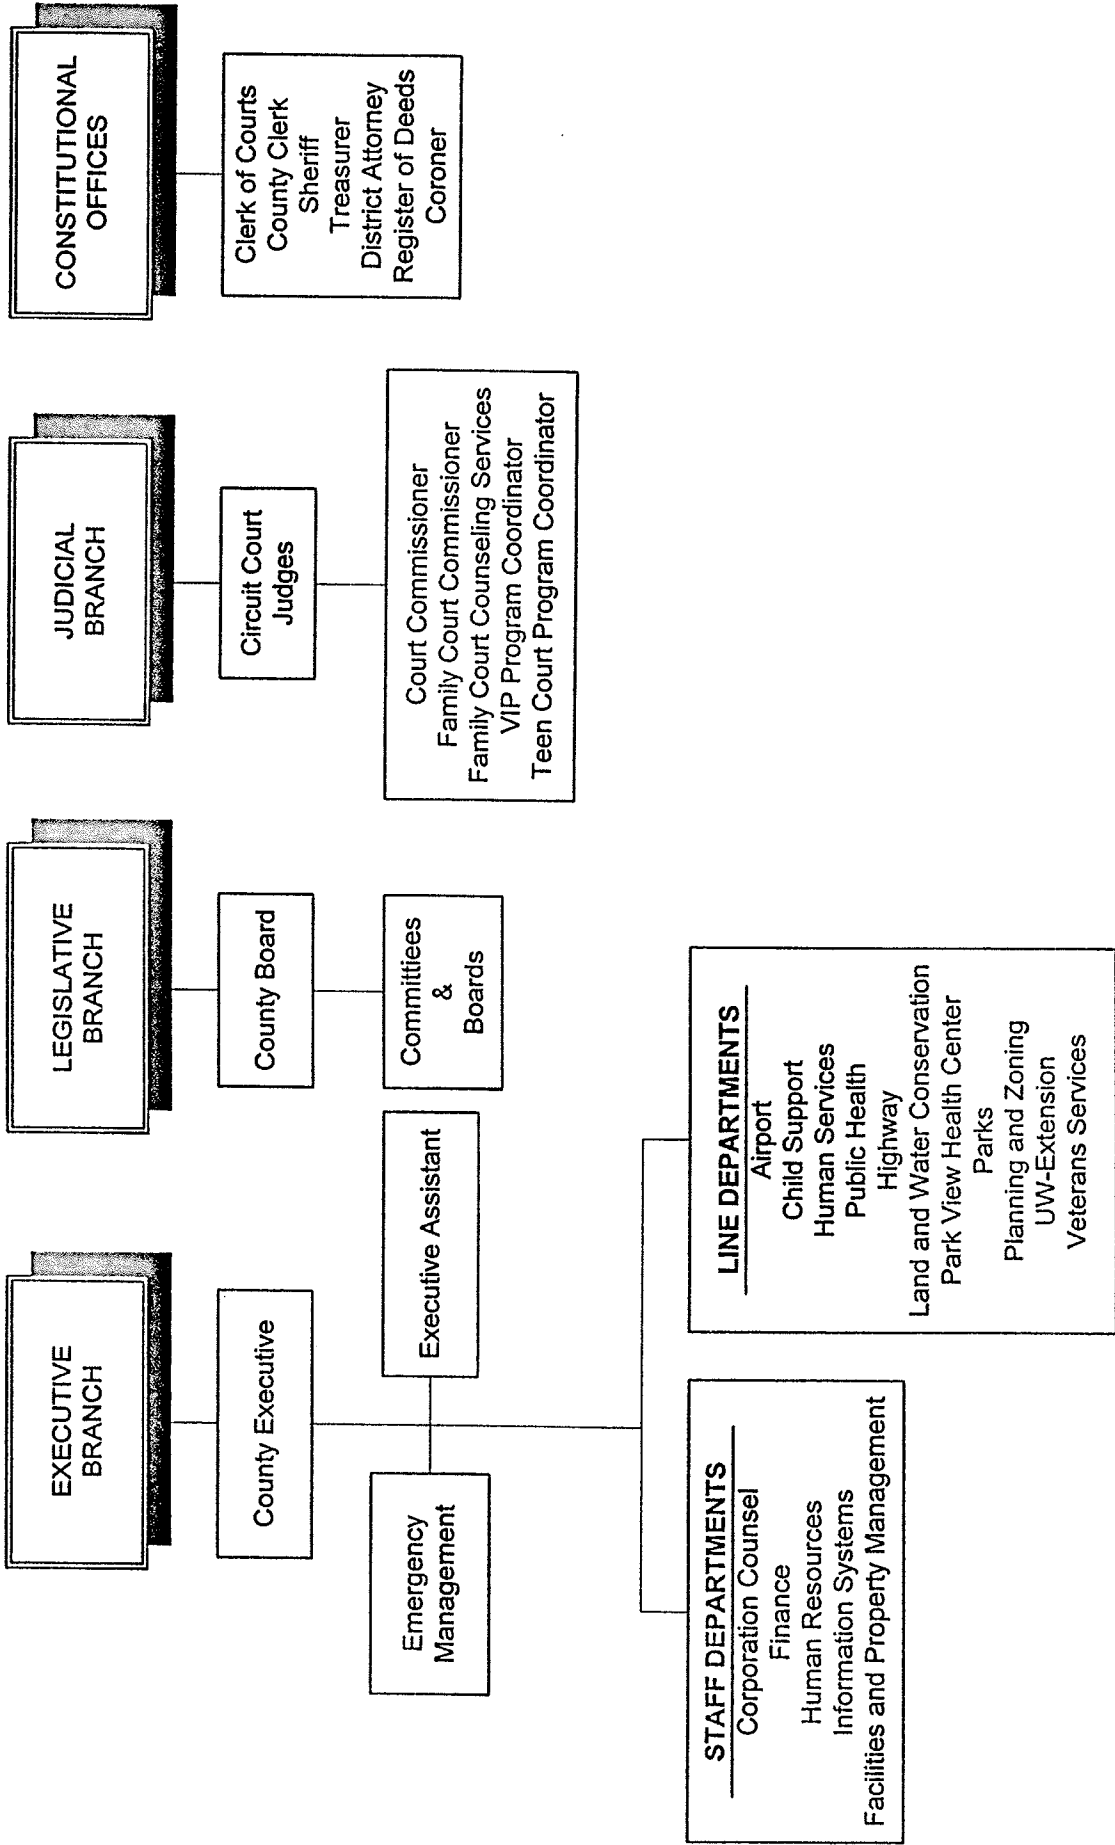 EXECUTIVE
BRANCH
County Executive
Emergency
Management
Executive Assistant
STAFF DEPARTMENTS
Corporation Counsel
Finance
Human Resources
Information Systems
Facilities and Property Management
LINE DEPARTMENTS
Airport
Child Support
Human Services
Public Health
Highway
Land and Water Conservation
Park View Health Center
Parks
Planning and Zoning
UW-Extension
Veterans Services
LEGISLATIVE
BRANCH
County Board
Committiees
&
Boards
JUDICIAL
BRANCH
Circuit Court
Judges
Court Commissioner
Family Court Commissioner
Family Court Counseling Services
VIP Program Coordinator
Teen Court Program Coordinator
CONSTITUTIONAL
OFFICES
Clerk of Courts
County Clerk
Sheriff
Treasurer
District Attorney
Register of Deeds
Coroner